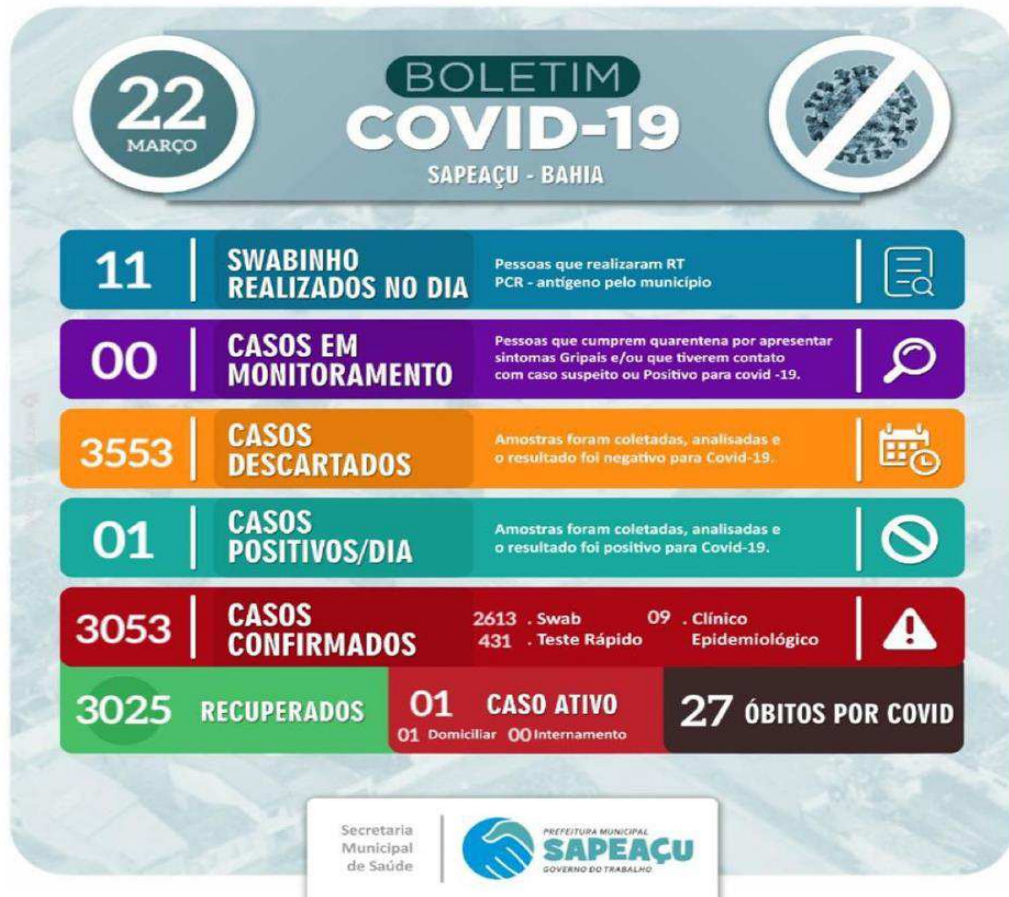 22
MARÇO
BOLETIM
COVID-19
SAPEAÇU - BAHIA
11
SWABINHO
REALIZADOS NO DIA
Pessoas que realizaram RT
PCR - antígeno pelo município
00
CASOS EM
MONITORAMENTO
Pessoas que cumprem quarentena por apresentar
sintomas Gripais e/ou que tiverem contato
com caso suspeito ou Positivo para covid -19.
3553
CASOS
DESCARTADOS
Amostras foram coletadas, analisadas e
o resultado foi negativo para Covid-19.
01
CASOS
POSITIVOS/DIA
Amostras foram coletadas, analisadas e
o resultado foi positivo para Covid-19.
3053
CASOS
CONFIRMADOS
2613 . Swab
431 . Teste Rápido
09 . Clínico
Epidemiológico
3025 RECUPERADOS
01 CASO ATIVO
01 Domiciliar 00 Internamento
27 ÓBITOS POR COVID
Secretaria
Municipal
de Saúde
PREFEITURA MUNICIPAL
SAPEAÇU
GOVERNO DO TRABALHO